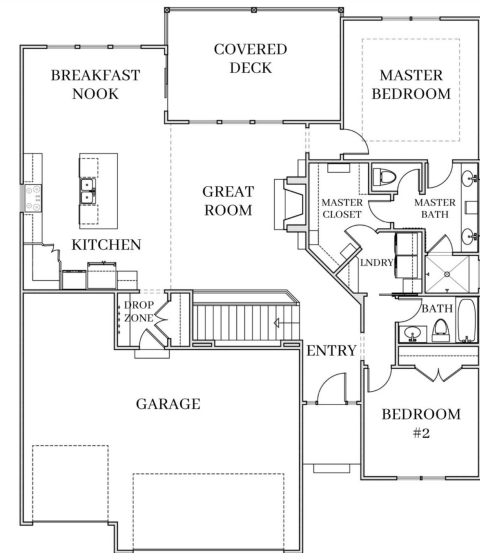 COVERED
DECK
BREAKFAST
NOOK
MASTER
BEDROOM
GREAT
ROOM
MASTER
CLOSET
MASTER
BATH
KITCHEN
LNDRY
DROP
ZONE
BATH
ENTRY
GARAGE
BEDROOM
#2